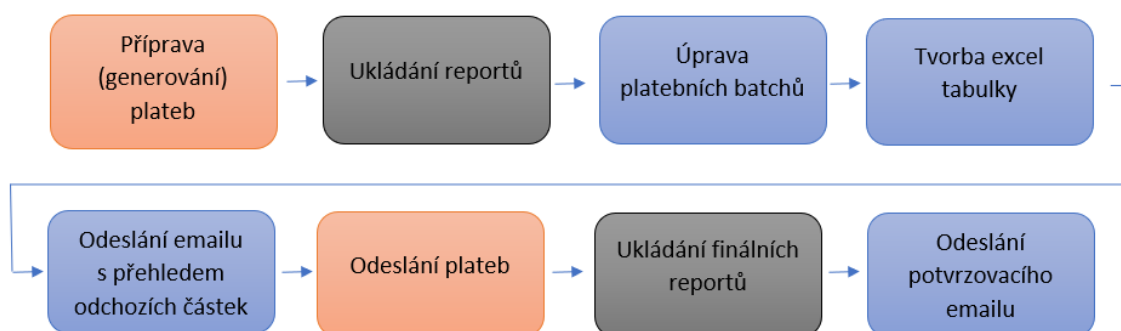 Příprava
(generování)
plateb
Ukládání reportů
Úprava
platebních batchů
Tvorba excel
tabulky
Odeslání emailu
s přehledem
odchozích částek
Odeslání plateb
Ukládání finálních
reportů
Odeslání
potvrzovacího
emailu